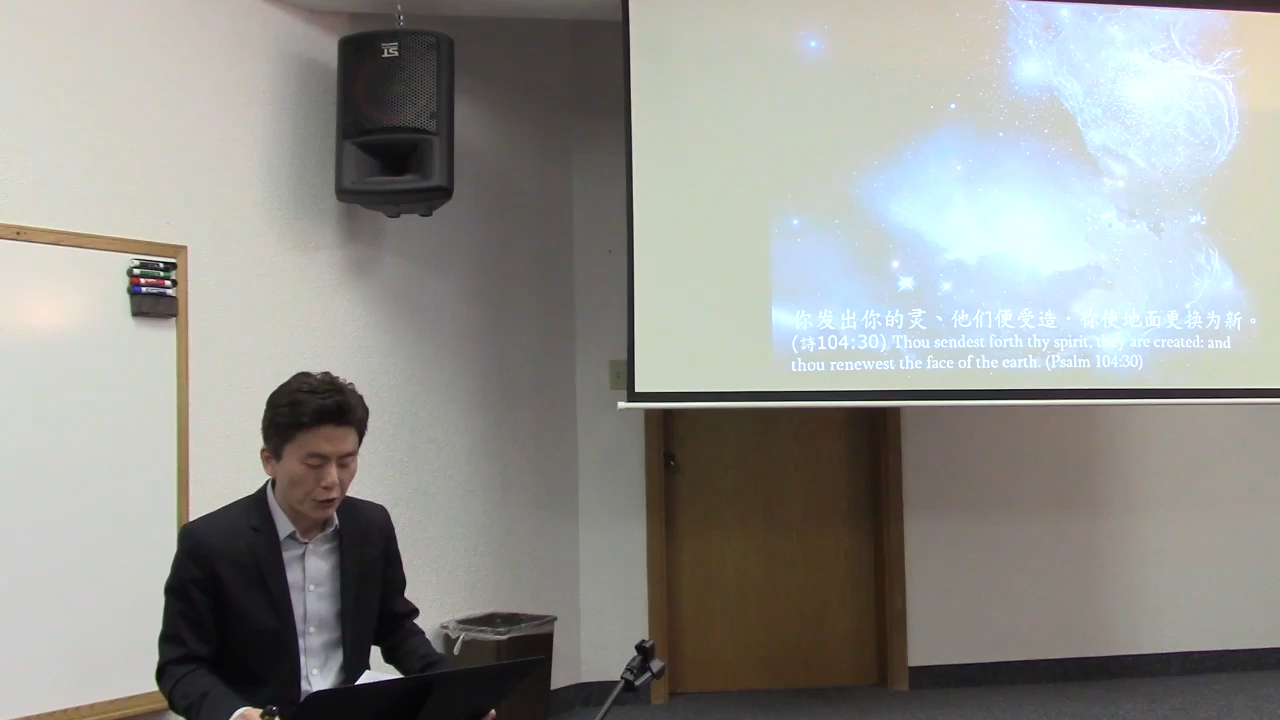 你发出你的灵、他们便受造．你使地面更换为新。
(詩104:30) Thou sendest forth thy spirit, they are created: and
thou renewest the face of the earth. (Psalm 104:30)